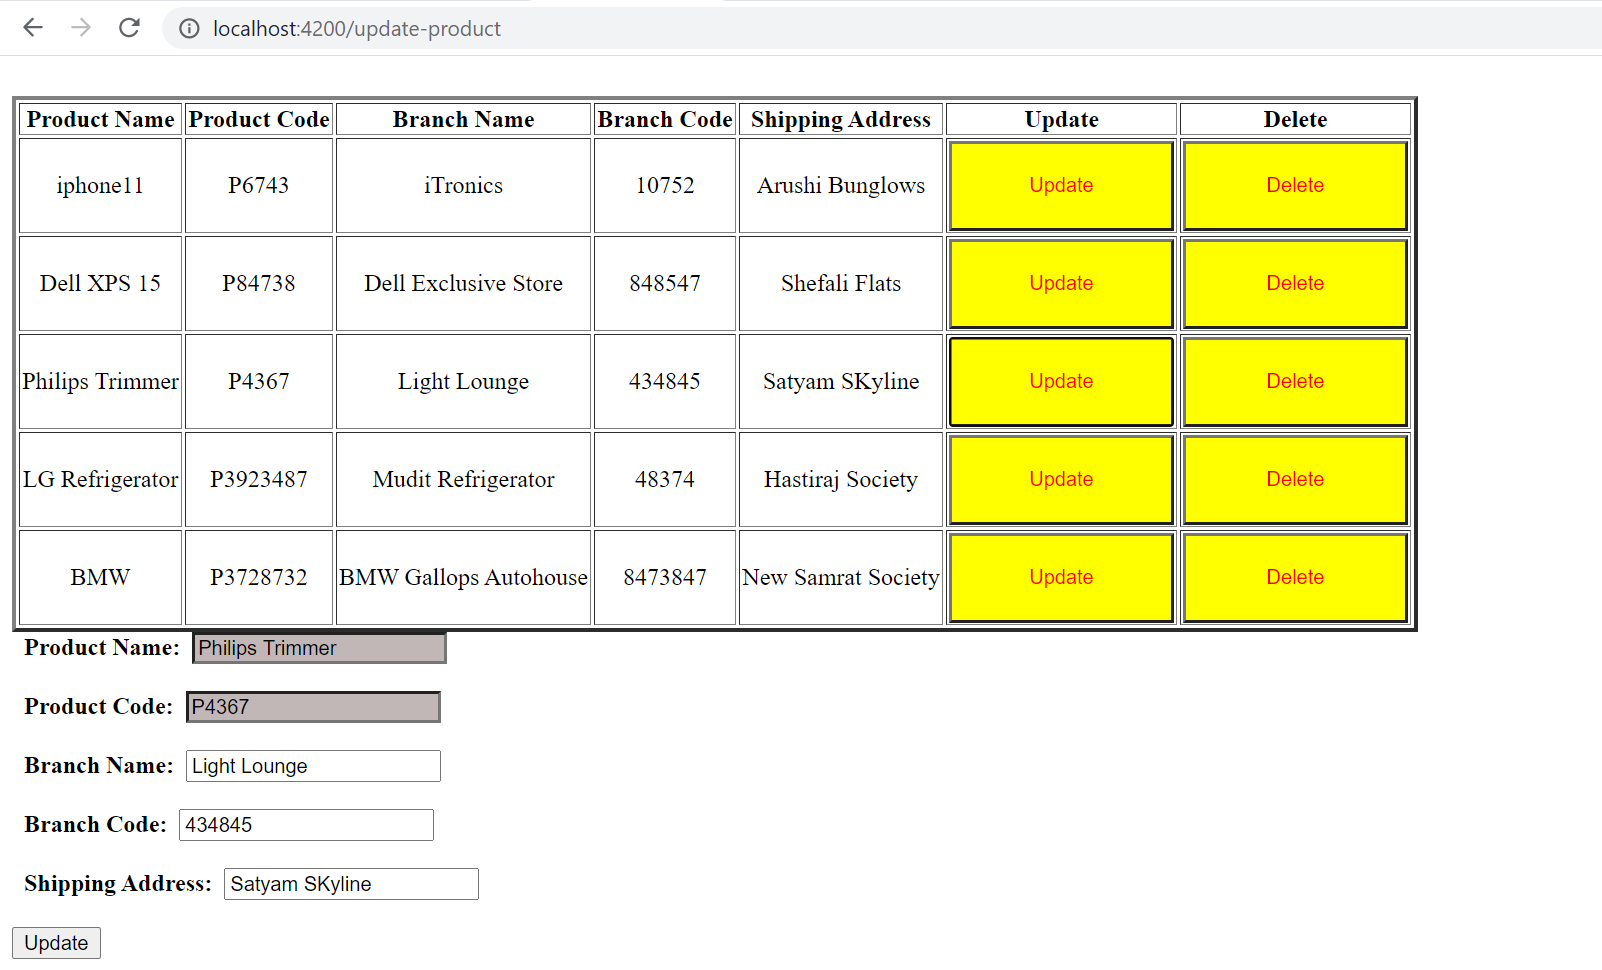 localhost:4200/update-product
Product Name Product Code Branch Name Branch Code Shipping Address Update Delete
iphone11 P6743 iTronics 10752 Arushi Bunglows Update Delete
Dell XPS 15 P84738 Dell Exclusive Store 848547 Shefali Flats Update Delete
Philips Trimmer P4367 Light Lounge 434845 Satyam SKyline Update Delete
LG Refrigerator P3923487 Mudit Refrigerator 48374 Hastiraj Society Update Delete
BMW P3728732 BMW Gallops Autohouse 8473847 New Samrat Society Update Delete
Product Name: Philips Trimmer
Product Code: P4367
Branch Name: Light Lounge
Branch Code: 434845
Shipping Address: Satyam SKyline
Update